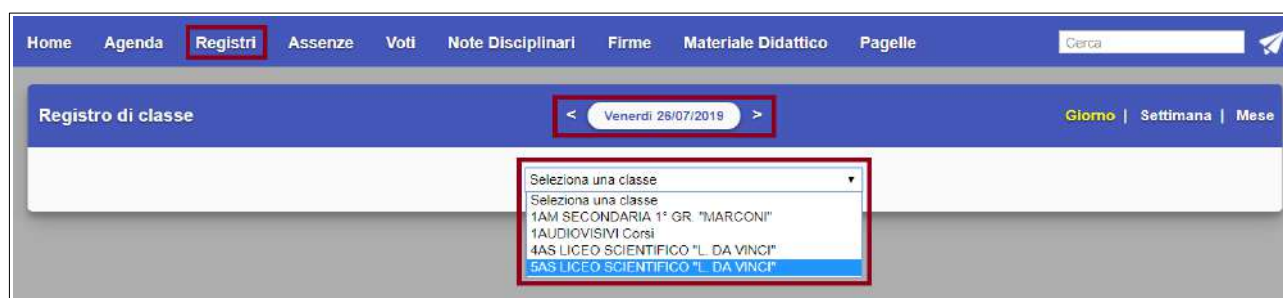 Home Agenda Registri Assenze Voti Note Disciplinari Firme Materiale Didattico Pagelle Cerca
Registro di classe < Venerdì 26/07/2019 > Giorno | Settimana | Mese
Seleziona una classe
Seleziona una classe
1AM SECONDARIA 1° GR. "MARCONI"
1AUDIOVISIVI Corsi
4AS LICEO SCIENTIFICO "L. DA VINCI"
5AS LICEO SCIENTIFICO "L. DA VINCI"